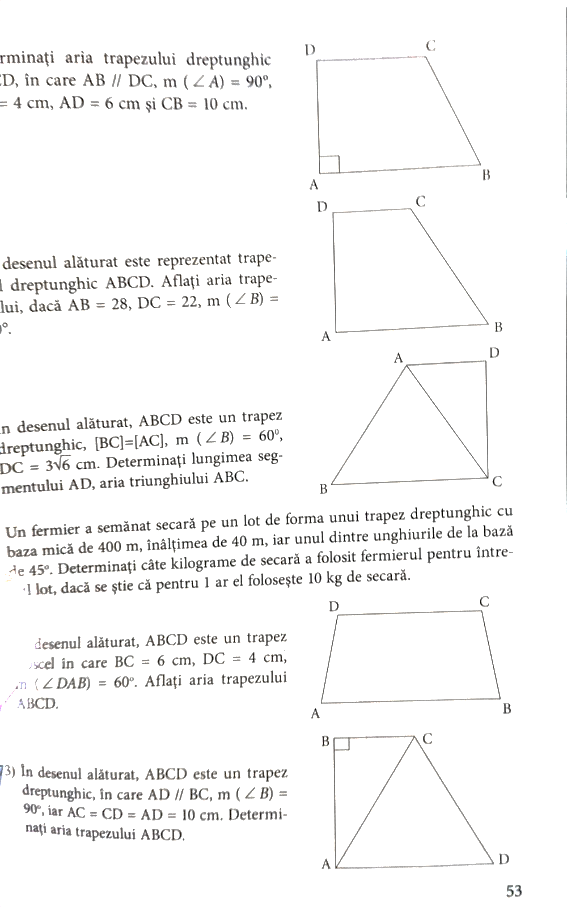 rminați aria trapezului dreptunghic
CD, în care AB // DC, m (∠A) = 90°,
= 4 cm, AD = 6 cm și CB = 10 cm.
D
C
A
B
desenul alăturat este reprezentat trape-
l dreptunghic ABCD. Aflați aria trape-
lui, dacă AB = 28, DC = 22, m (∠B) =
0°.
D
C
A
B
n desenul alăturat, ABCD este un trapez
dreptunghic, [BC]=[AC], m (∠B) = 60°,
DC = 3√6 cm. Determinați lungimea seg-
mentului AD, aria triunghiului ABC.
A
D
B
C
Un fermier a semănat secară pe un lot de forma unui trapez dreptunghic cu
baza mică de 400 m, înâlțimea de 40 m, iar unul dintre unghiurile de la bază
de 45°. Determinați câte kilograme de secară a folosit fermierul pentru între-
l lot, dacă se știe că pentru 1 ar el folosește 10 kg de secară.
desenul alăturat, ABCD este un trapez
scel în care BC = 6 cm, DC = 4 cm,
m (∠DAB) = 60°. Aflați aria trapezului
ABCD.
D
C
A
B
3) În desenul alăturat, ABCD este un trapez
dreptunghic, în care AD // BC, m (∠B) =
90°, iar AC = CD = AD = 10 cm. Determi-
nați aria trapezului ABCD.
B
C
A
D
53